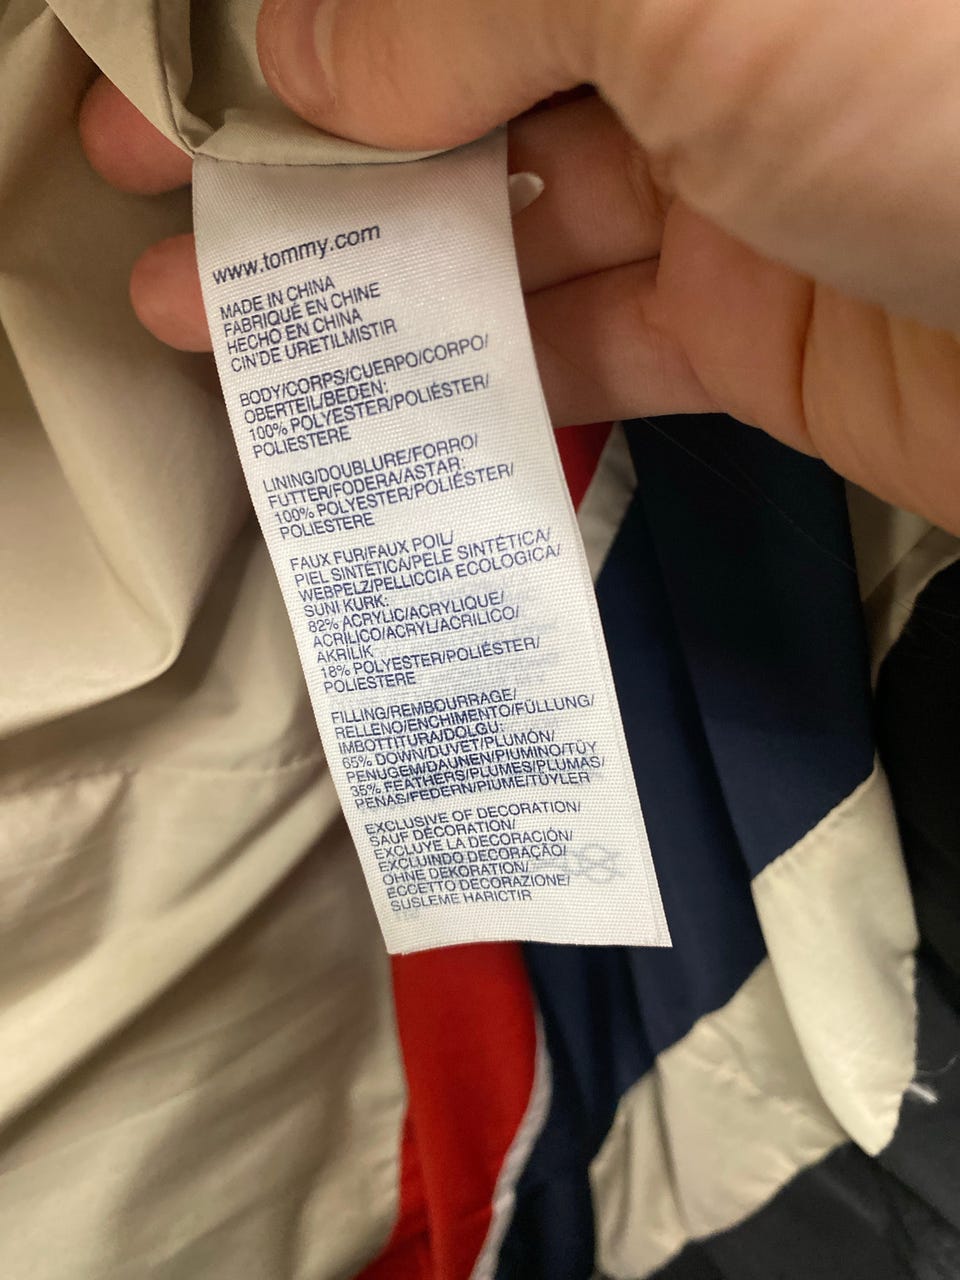 www.tommy.com
MADE IN CHINA
FABRIQUÉ EN CHINE
HECHO EN CHINA
CIN'DE URETILMISTIR
BODY/CORPS/CUERPO/CORPO/
OBERTEIL/BEDEN:
100% POLYESTER/POLIÉSTER/
POLIESTERE
LINING/DOUBLURE/FORRO/
FUTTER/FODERA/ASTAR:
100% POLYESTER/POLIÉSTER/
POLIESTERE
FAUX FUR/FAUX POIL/
PIEL SINTÉTICA/PELE SINTÉTICA/
WEBPELZ/PELLICCIA ECOLOGICA/
SUNI KURK:
82% ACRYLIC/ACRYLIQUE/
ACRÍLICO/ACRYL/ACRILICO/
AKRILIK
18% POLYESTER/POLIÉSTER/
POLIESTERE
FILLING/REMBOURRAGE/
RELLENO/ENCHIMENTO/FÜLLUNG/
IMBOTTITURA/DOLGU:
65% DOWN/DUVET/PLUMÓN/
PENUGEM/DAUNEN/PIUMINO/TÜY
35% FEATHERS/PLUMES/PLUMAS/
PENAS/FEDERN/PIUME/TÜYLER
EXCLUSIVE OF DECORATION/
SAUF DÉCORATION/
EXCLUYE LA DECORACIÓN/
EXCLUINDO DECORAÇÃO/
OHNE DEKORATION/
ECCETTO DECORAZIONE/
SUSLEME HARICTIR